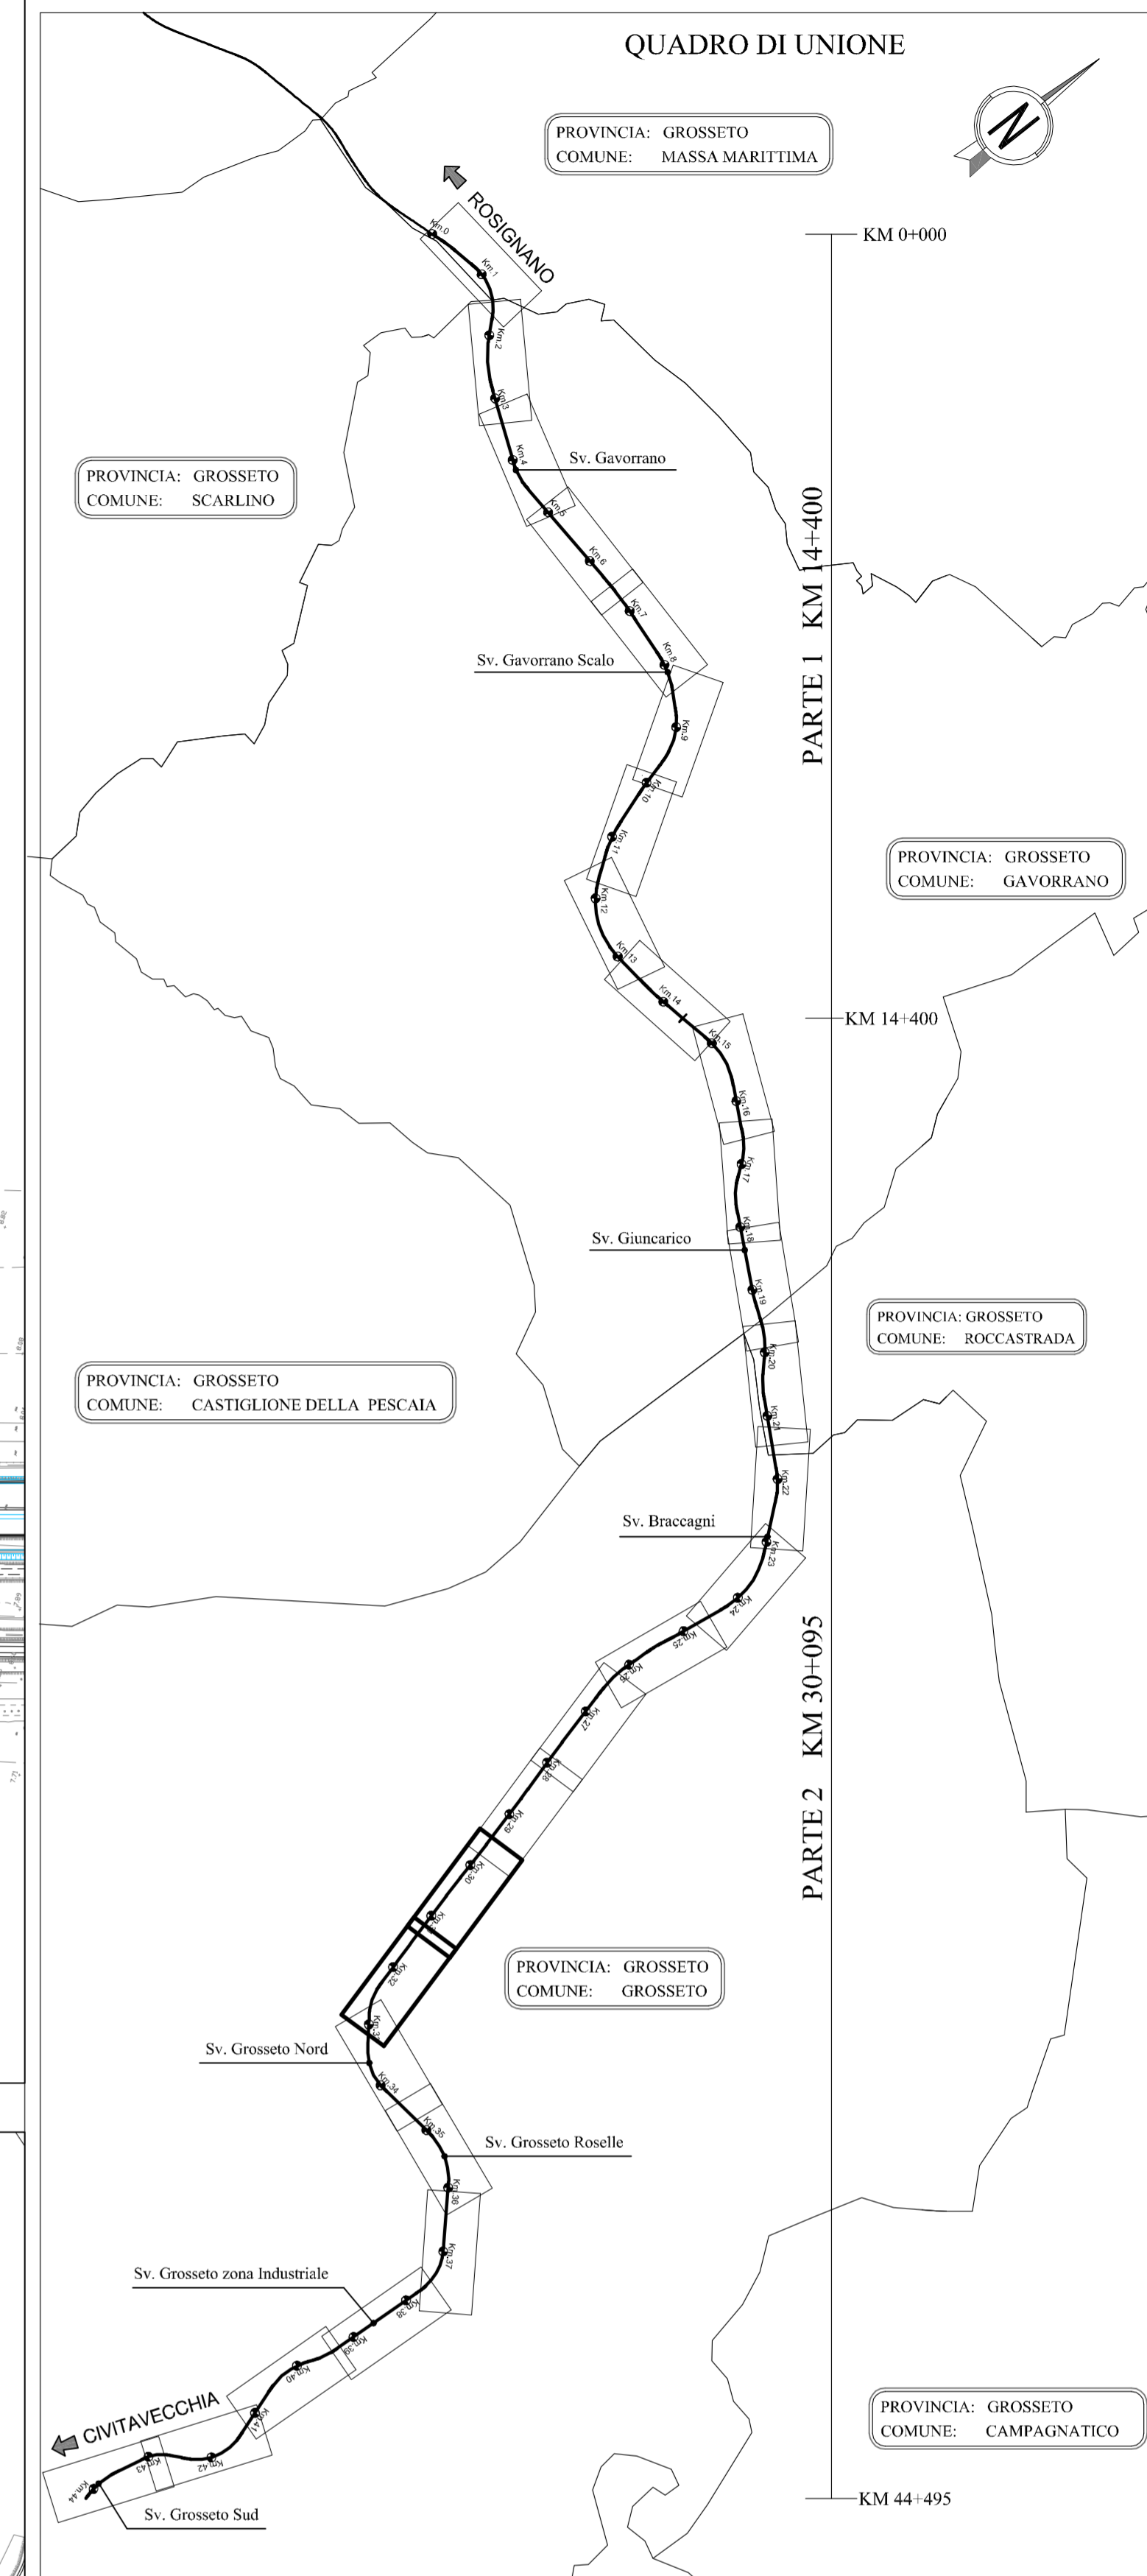 QUADRO DI UNIONE
PROVINCIA: GROSSETO
COMUNE: MASSA MARITTIMA
N
ROSIGNANO
KM 0+000
Km.0
Km.1
Km.2
Km.3
PROVINCIA: GROSSETO
COMUNE: SCARLINO
Km.4
Sv. Gavorrano
Km.5
Km.6
Km.7
PARTE 1 KM 14+400
Km.8
Sv. Gavorrano Scalo
Km.9
Km.10
Km.11
PROVINCIA: GROSSETO
COMUNE: GAVORRANO
Km.12
Km.13
Km.14
KM 14+400
Km.15
Km.16
Km.17
Km.18
Sv. Giuncarico
Km.19
PROVINCIA: GROSSETO
COMUNE: ROCCASTRADA
Km.20
PROVINCIA: GROSSETO
COMUNE: CASTIGLIONE DELLA PESCAIA
Km.21
Km.22
Sv. Braccagni
Km.23
Km.24
Km.25
Km.26
Km.27
PARTE 2 KM 30+095
Km.28
Km.29
Km.30
PROVINCIA: GROSSETO
COMUNE: GROSSETO
Km.32
Sv. Grosseto Nord
Km.34
Km.35
Sv. Grosseto Roselle
Km.36
Km.37
Sv. Grosseto zona Industriale
Km.38
Km.39
Km.40
Km.41
CIVITAVECCHIA
Km.42
Km.43
Km.44
PROVINCIA: GROSSETO
COMUNE: CAMPAGNATICO
KM 44+495
Sv. Grosseto Sud
7.89
7.71